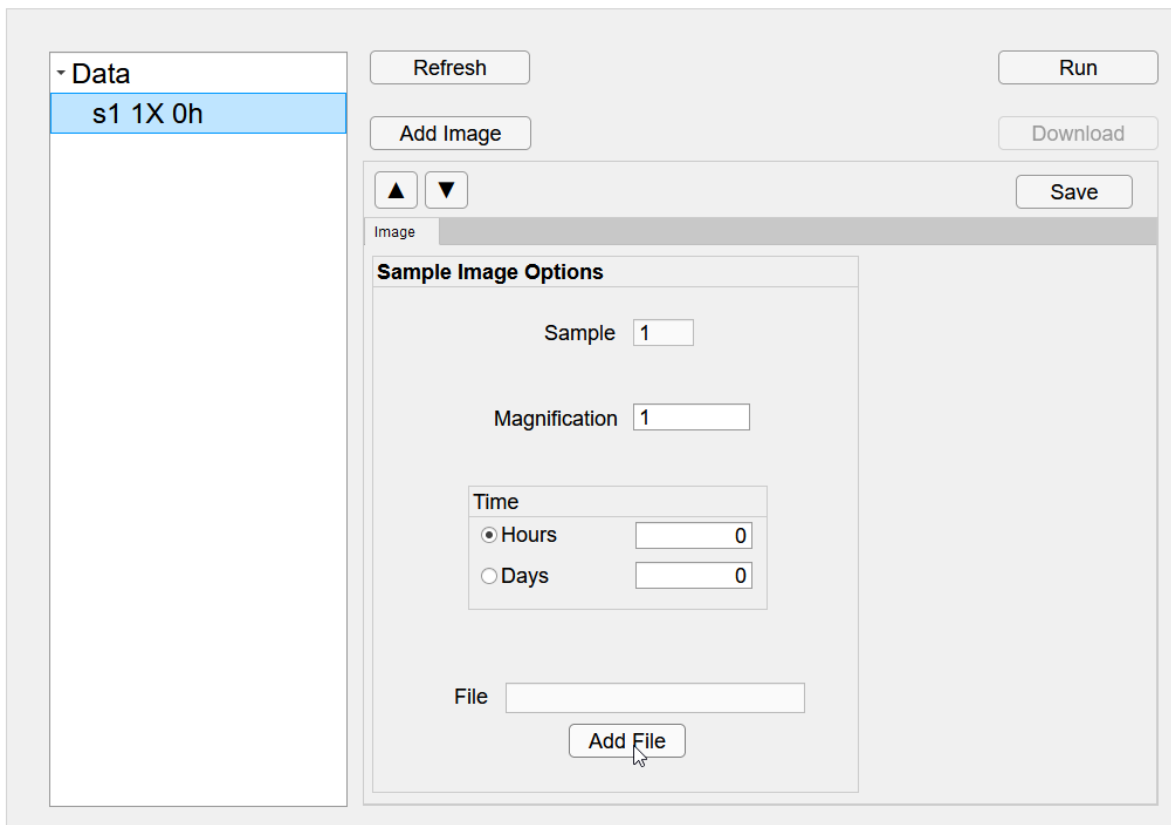 Data
s1 1X 0h
Refresh
Run
Add Image
Download
▲ ▼
Save
Image
Sample Image Options
Sample 1
Magnification 1
Time
Hours 0
Days 0
File
Add File